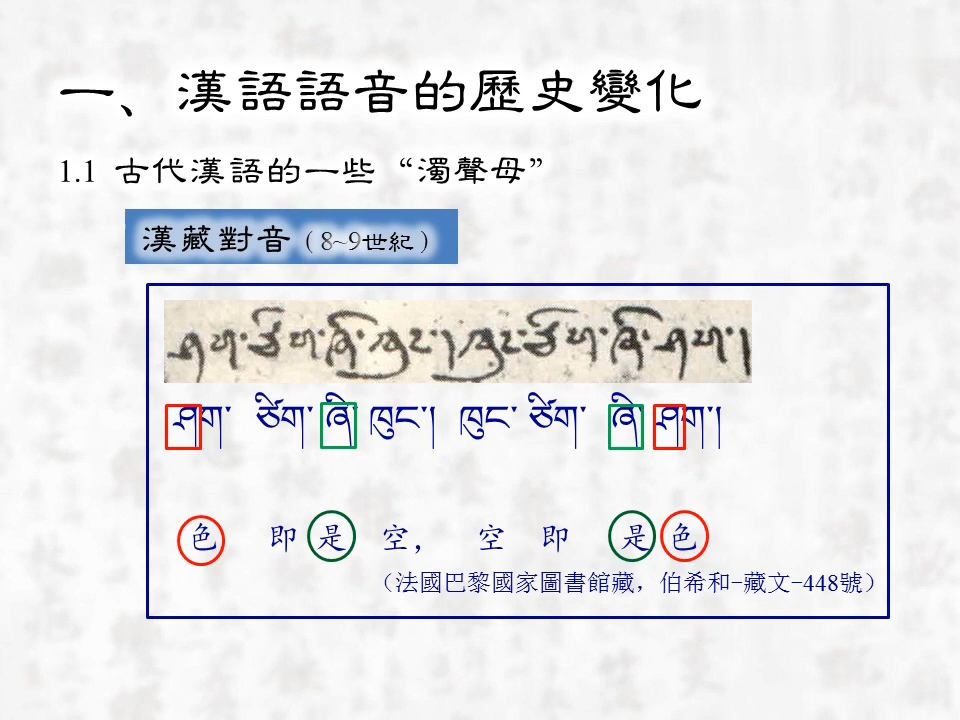 一、漢語語音的歷史變化
1.1 古代漢語的一些“濁聲母”
漢藏對音（8~9世紀）
ཤག་ ཙིག་ ཞི་ ཁུང་། ཁུང་ ཙིག་ ཞི་ ཤག་།
色 即 是 空， 空 即 是 色
（法國巴黎國家圖書館藏，伯希和-藏文-448號）